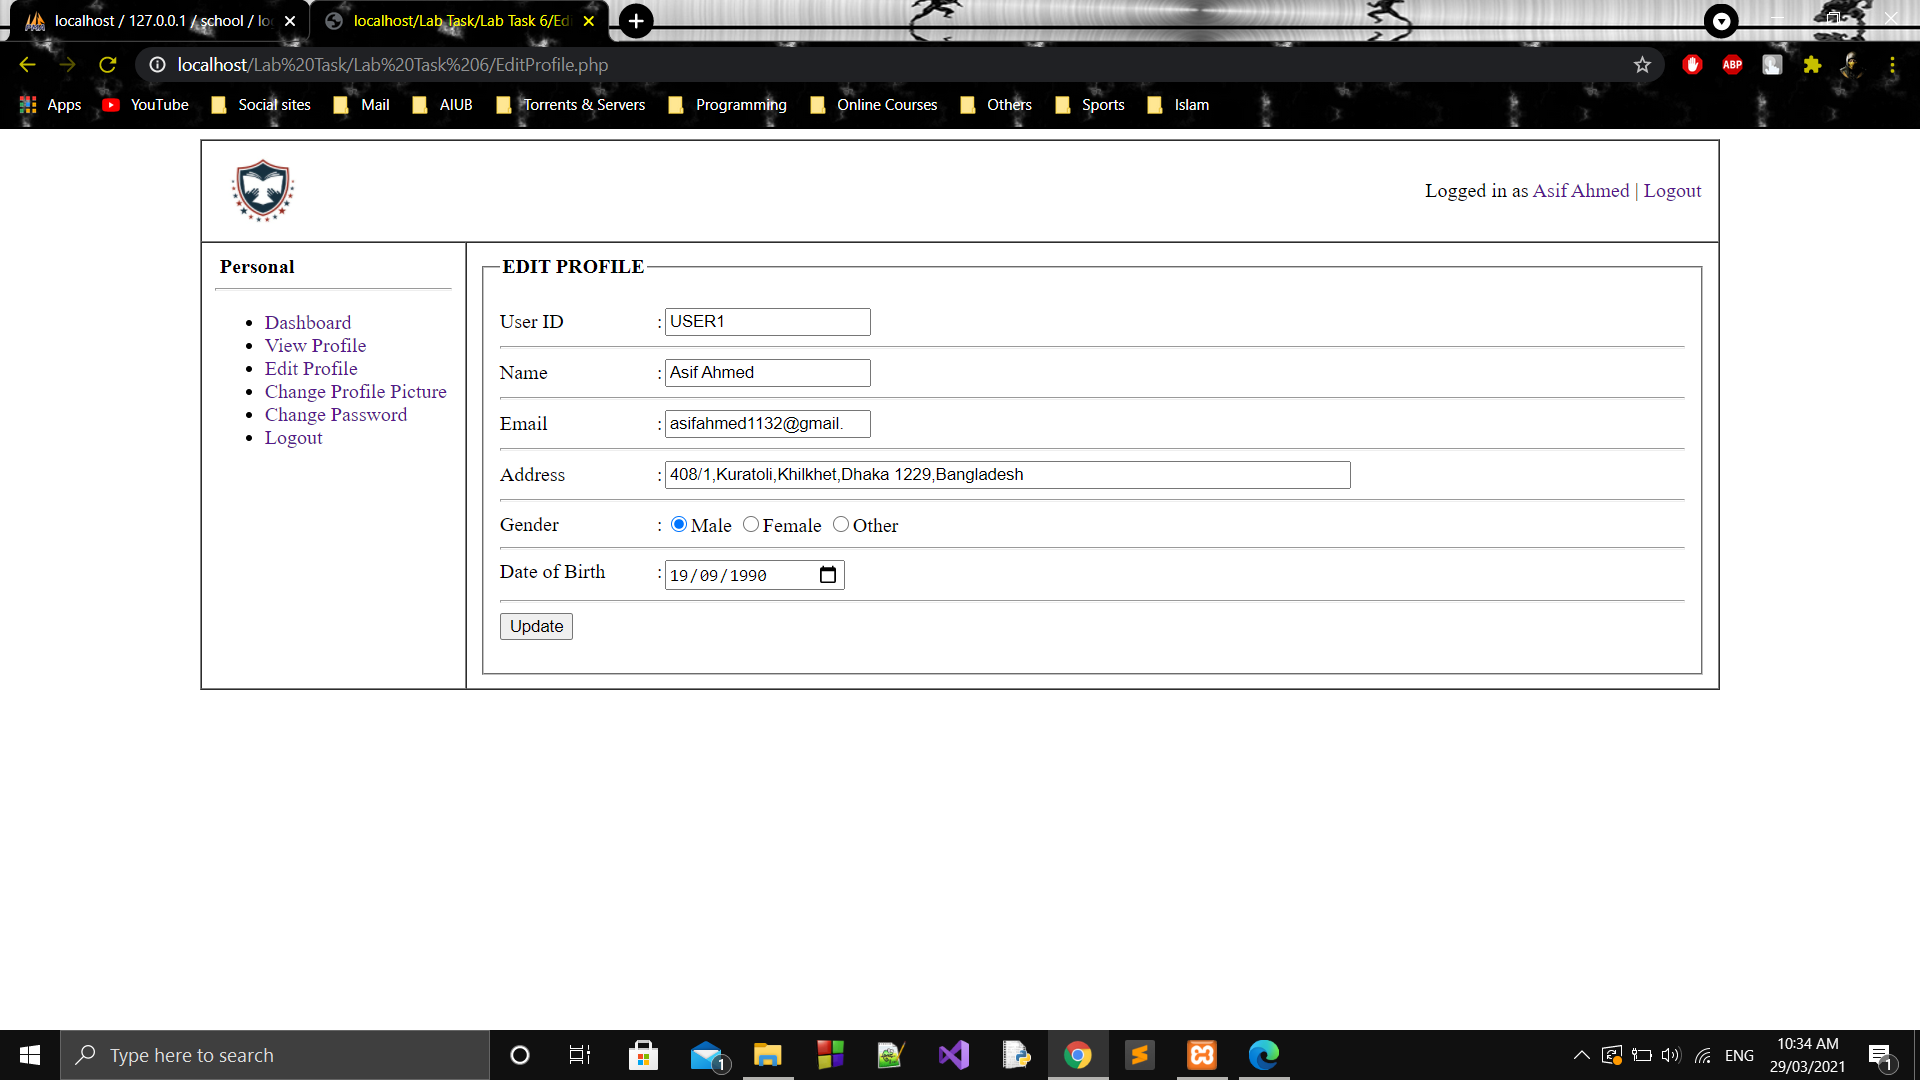 localhost / 127.0.0.1 / school / lo
localhost/Lab Task/Lab Task 6/Edi
localhost/Lab%20Task/Lab%20Task%206/EditProfile.php
ABP
Apps YouTube Social sites Mail AIUB Torrents & Servers Programming Online Courses Others Sports Islam
Logged in as Asif Ahmed | Logout
Personal
Dashboard
View Profile
Edit Profile
Change Profile Picture
Change Password
Logout
EDIT PROFILE
User ID : USER1
Name : Asif Ahmed
Email : asifahmed1132@gmail.
Address : 408/1,Kuratoli,Khilkhet,Dhaka 1229,Bangladesh
Gender : Male Female Other
Date of Birth : 19/09/1990
Update
Type here to search
1
ENG
10:34 AM
29/03/2021
1